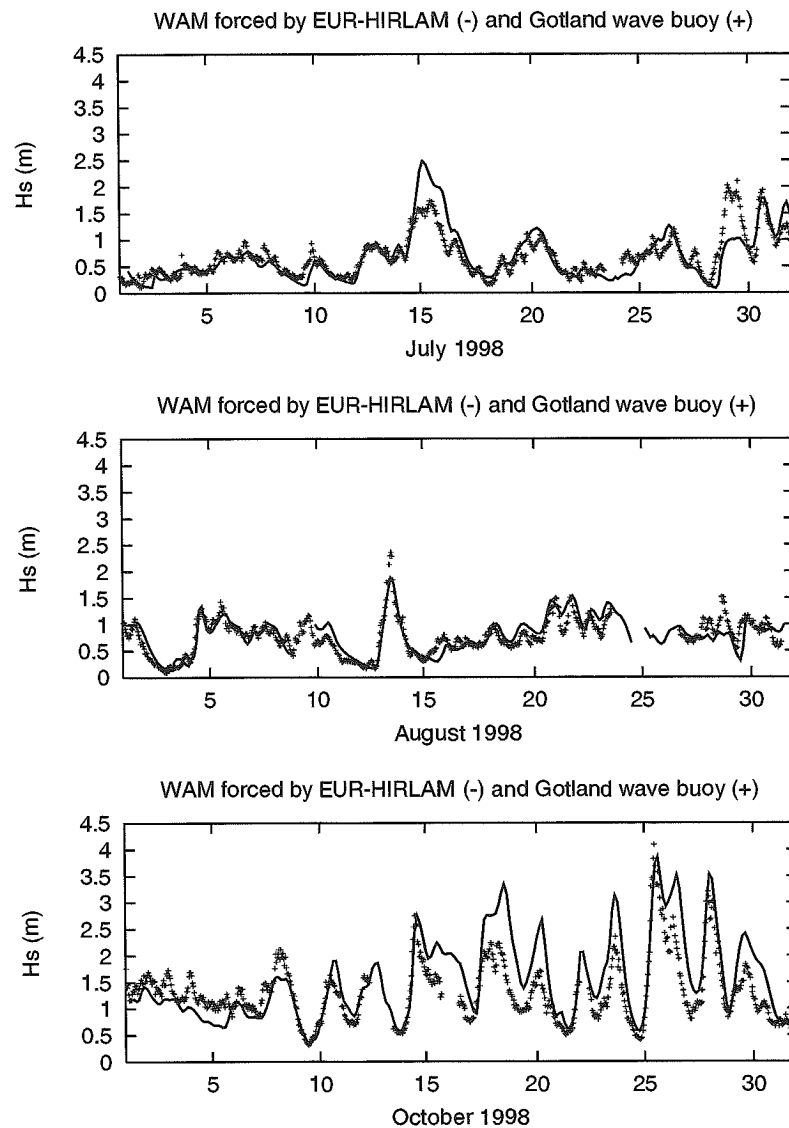 WAM forced by EUR-HIRLAM (-) and Gotland wave buoy (+)
4.5
4
3.5
3
2.5
2
1.5
1
0.5
0
Hs (m)
5 10 15 20 25 30
July 1998
WAM forced by EUR-HIRLAM (-) and Gotland wave buoy (+)
4.5
4
3.5
3
2.5
2
1.5
1
0.5
0
Hs (m)
5 10 15 20 25 30
August 1998
WAM forced by EUR-HIRLAM (-) and Gotland wave buoy (+)
4.5
4
3.5
3
2.5
2
1.5
1
0.5
0
Hs (m)
5 10 15 20 25 30
October 1998